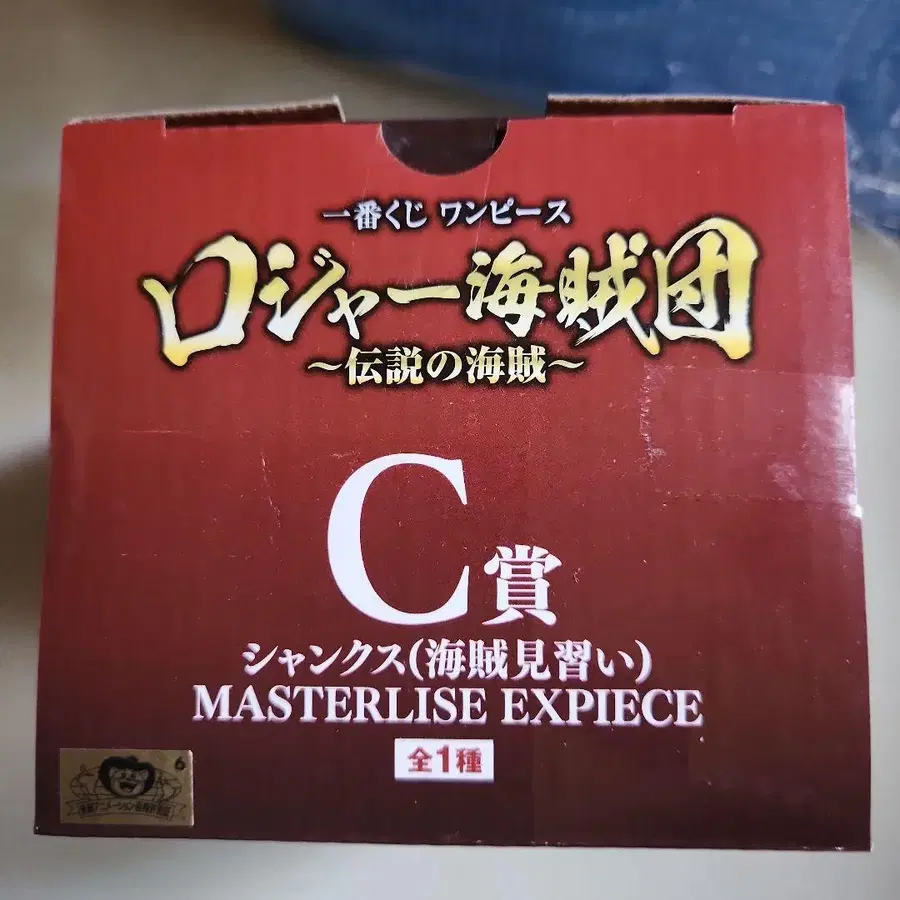 一番くじ ワンピース
ロジャー海賊団
～伝説の海賊～
C賞
シャンクス(海賊見習い)
MASTERLISE EXPIECE
全1種
6